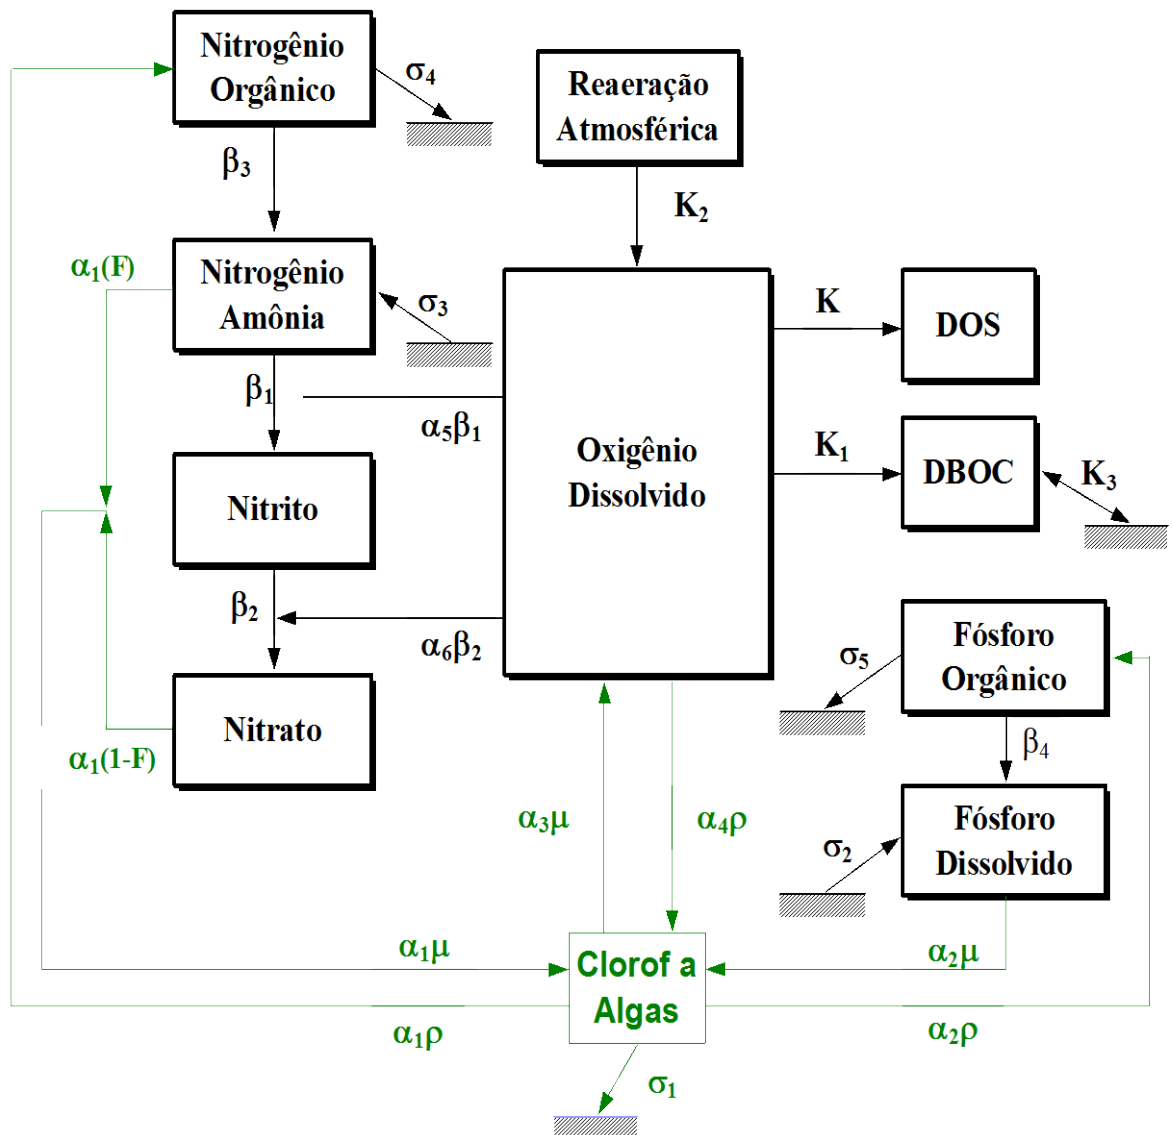 Nitrogênio
Orgânico
σ4
Reaeração
Atmosférica
β3
K2
α1(F)
Nitrogênio
Amônia
σ3
K
DOS
β1
α5β1
Oxigênio
Dissolvido
K1
DBOC
K3
Nitrito
β2
α6β2
Fósforo
Orgânico
σ5
Nitrato
α1(1-F)
β4
α3μ
α4ρ
Fósforo
Dissolvido
σ2
α1μ
Clorof a
Algas
α2μ
α1ρ
α2ρ
σ1